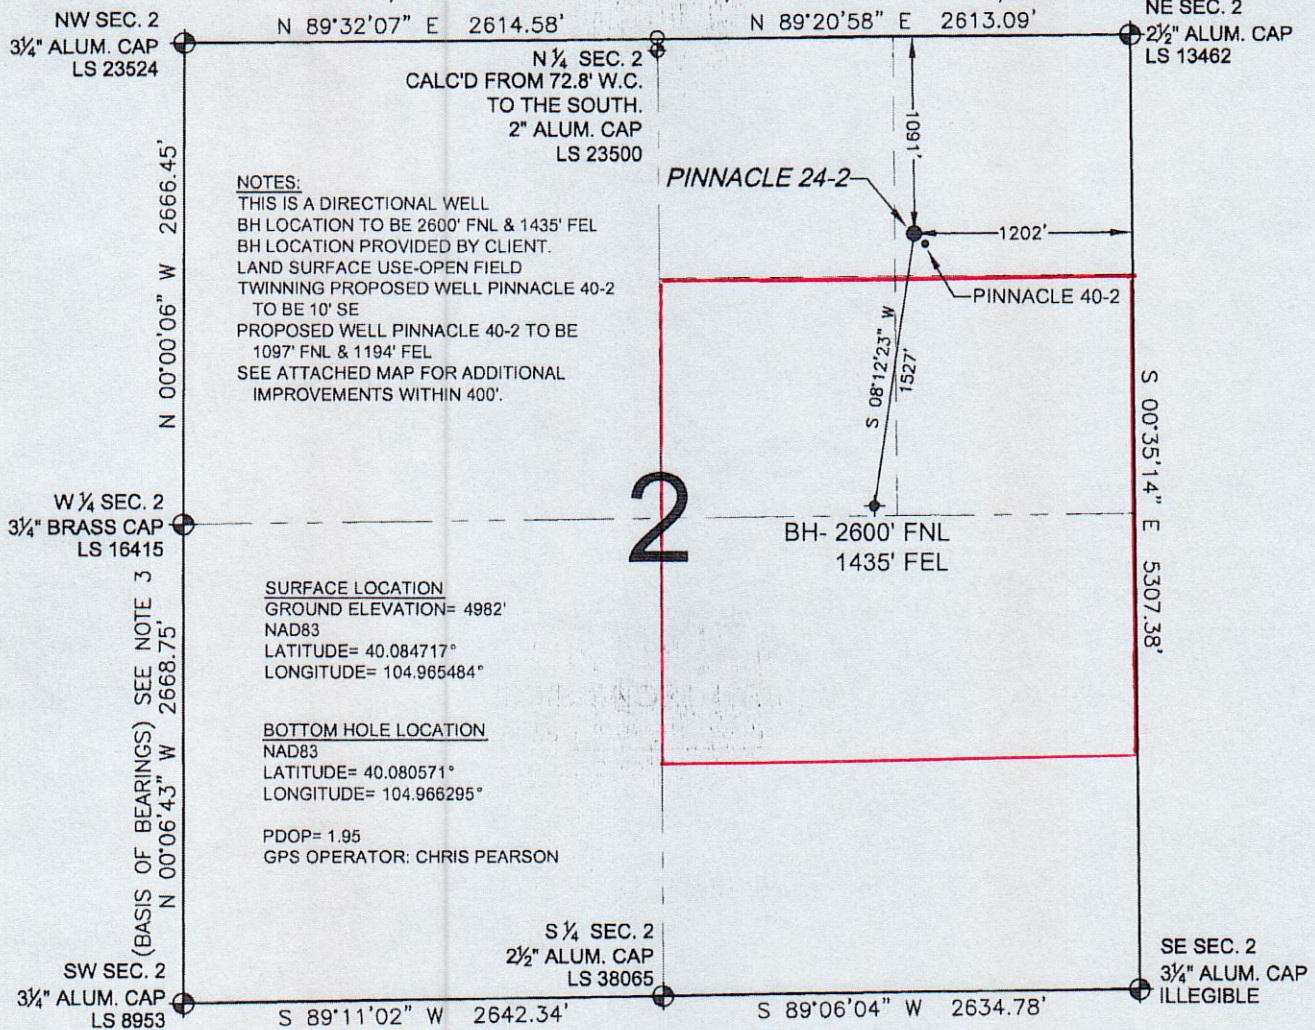 N 89°32'07" E 2614.58'
N 89°20'58" E 2613.09'
NW SEC. 2
3¼" ALUM. CAP
LS 23524
N ¼ SEC. 2
CALC'D FROM 72.8' W.C.
TO THE SOUTH.
2" ALUM. CAP
LS 23500
NE SEC. 2
2½" ALUM. CAP
LS 13462
1091'
PINNACLE 24-2
1202'
PINNACLE 40-2
N 00°00'06" W 2666.45'
NOTES:
THIS IS A DIRECTIONAL WELL
BH LOCATION TO BE 2600' FNL & 1435' FEL
BH LOCATION PROVIDED BY CLIENT.
LAND SURFACE USE-OPEN FIELD
TWINNING PROPOSED WELL PINNACLE 40-2
TO BE 10' SE
PROPOSED WELL PINNACLE 40-2 TO BE
1097' FNL & 1194' FEL
SEE ATTACHED MAP FOR ADDITIONAL
IMPROVEMENTS WITHIN 400'.
S 08°12'23" W
1527'
S 00°35'14" E 5307.38'
W ¼ SEC. 2
3¼" BRASS CAP
LS 16415
2
BH- 2600' FNL
1435' FEL
(BASIS OF BEARINGS) SEE NOTE 3
N 00°06'43" W 2668.75'
SURFACE LOCATION
GROUND ELEVATION= 4982'
NAD83
LATITUDE= 40.084717°
LONGITUDE= 104.965484°
BOTTOM HOLE LOCATION
NAD83
LATITUDE= 40.080571°
LONGITUDE= 104.966295°
PDOP= 1.95
GPS OPERATOR: CHRIS PEARSON
SW SEC. 2
3¼" ALUM. CAP
LS 8953
S ¼ SEC. 2
2½" ALUM. CAP
LS 38065
SE SEC. 2
3¼" ALUM. CAP
ILLEGIBLE
S 89°11'02" W 2642.34'
S 89°06'04" W 2634.78'